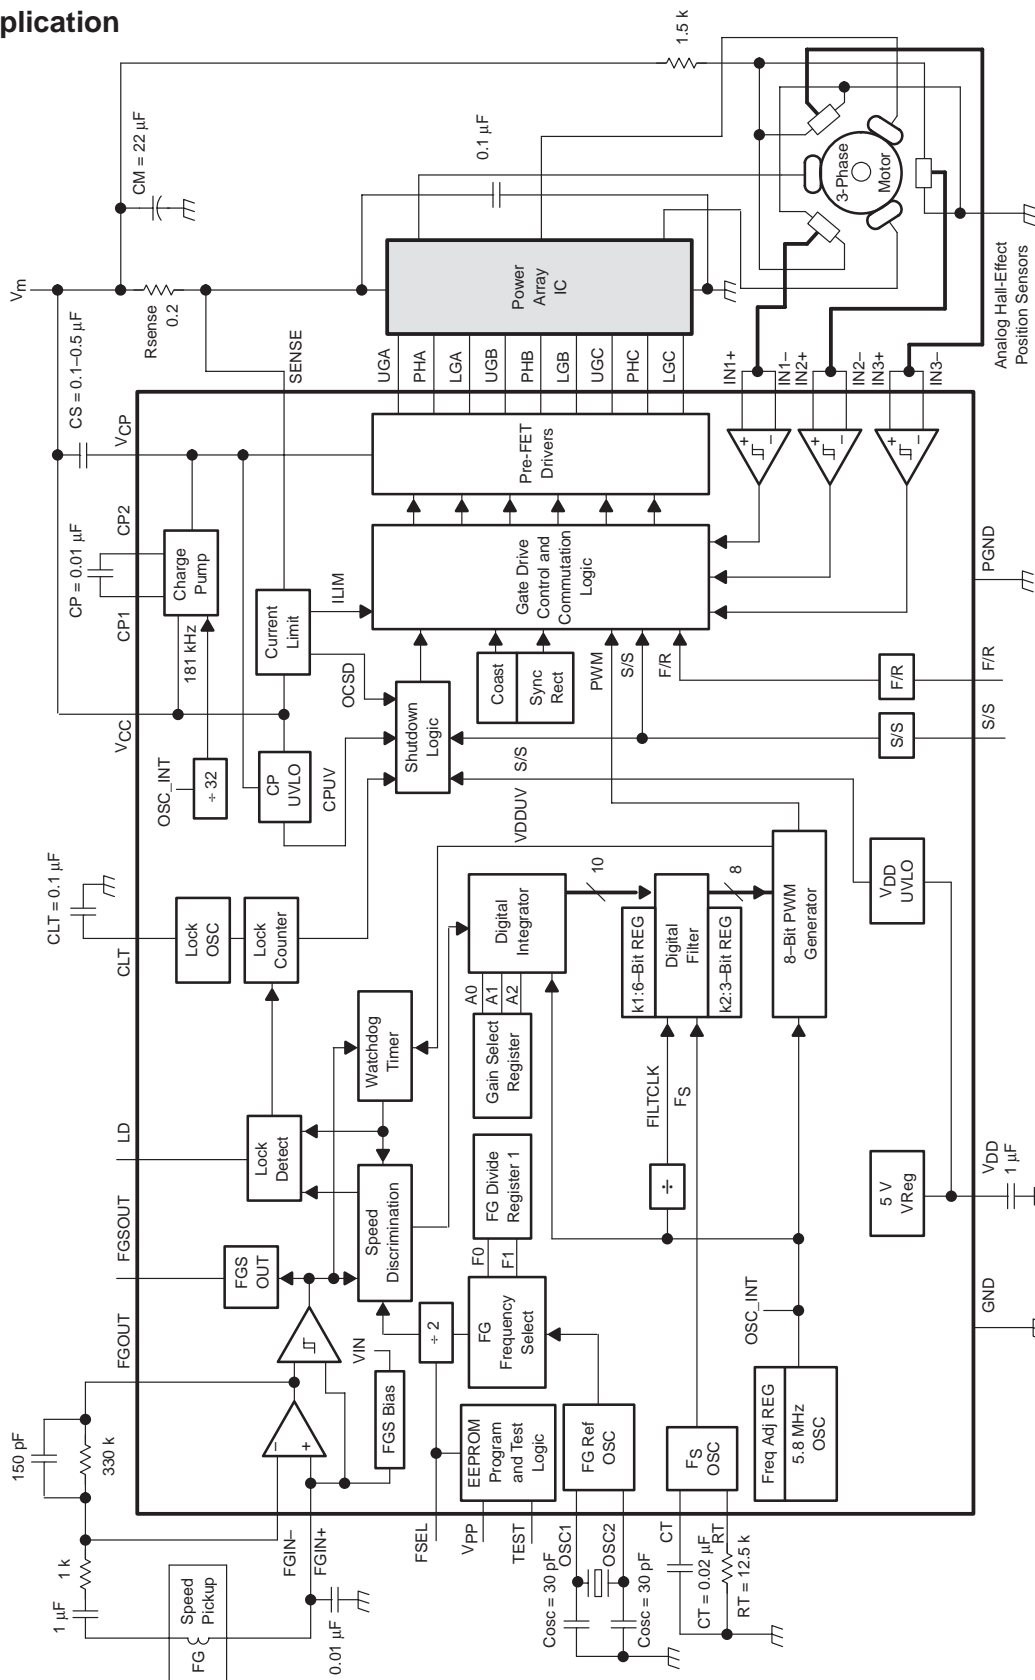 plication
1.5 k
CM = 22 µF
0.1 µF
3-Phase
Motor
Vm
Rsense
0.2
Power
Array
IC
Analog Hall-Effect
Position Sensors
CS = 0.1–0.5 µF
SENSE
UGA
PHA
LGA
UGB
PHB
LGB
UGC
PHC
LGC
IN1+
IN1–
IN2+
IN2–
IN3+
IN3–
VCP
CP2
CP = 0.01 µF
CP1
Charge
Pump
181 kHz
Pre-FET
Drivers
+
–
+
–
+
–
Current
Limit
ILIM
Gate Drive
Control and
Commutation
Logic
PGND
VCC
OSC_INT
÷ 32
CP
UVLO
CPUV
OCSD
Shutdown
Logic
Coast
Sync
Rect
PWM
S/S
F/R
F/R
F/R
S/S
S/S
S/S
VDDUV
CLT = 0.1 µF
CLT
Lock
OSC
Lock
Counter
Digital
Integrator
10
k1:6–Bit REG
Digital
Filter
k2:3–Bit REG
8
8–Bit PWM
Generator
VDD
UVLO
A0
A1
A2
Gain Select
Register
Watchdog
Timer
LD
Lock
Detect
Speed
Discrimination
FG Divide
Register 1
F0
F1
FG
Frequency
Select
FILTCLK
FS
÷
5 V
VReg
VDD
1 µF
FGSOUT
FGS
OUT
FGOUT
VIN
÷ 2
OSC_INT
GND
150 pF
330 k
–
+
FGS Bias
EEPROM
Program
and Test
Logic
FG Ref
OSC
FS
OSC
Freq Adj REG
5.8 MHz
OSC
1 µF
1 k
FGIN–
FGIN+
FSEL
VPP
TEST
OSC1
OSC2
CT
RT
FG
Speed
Pickup
0.01 µF
Cosc = 30 pF
Cosc = 30 pF
CT = 0.02 µF
RT = 12.5 k